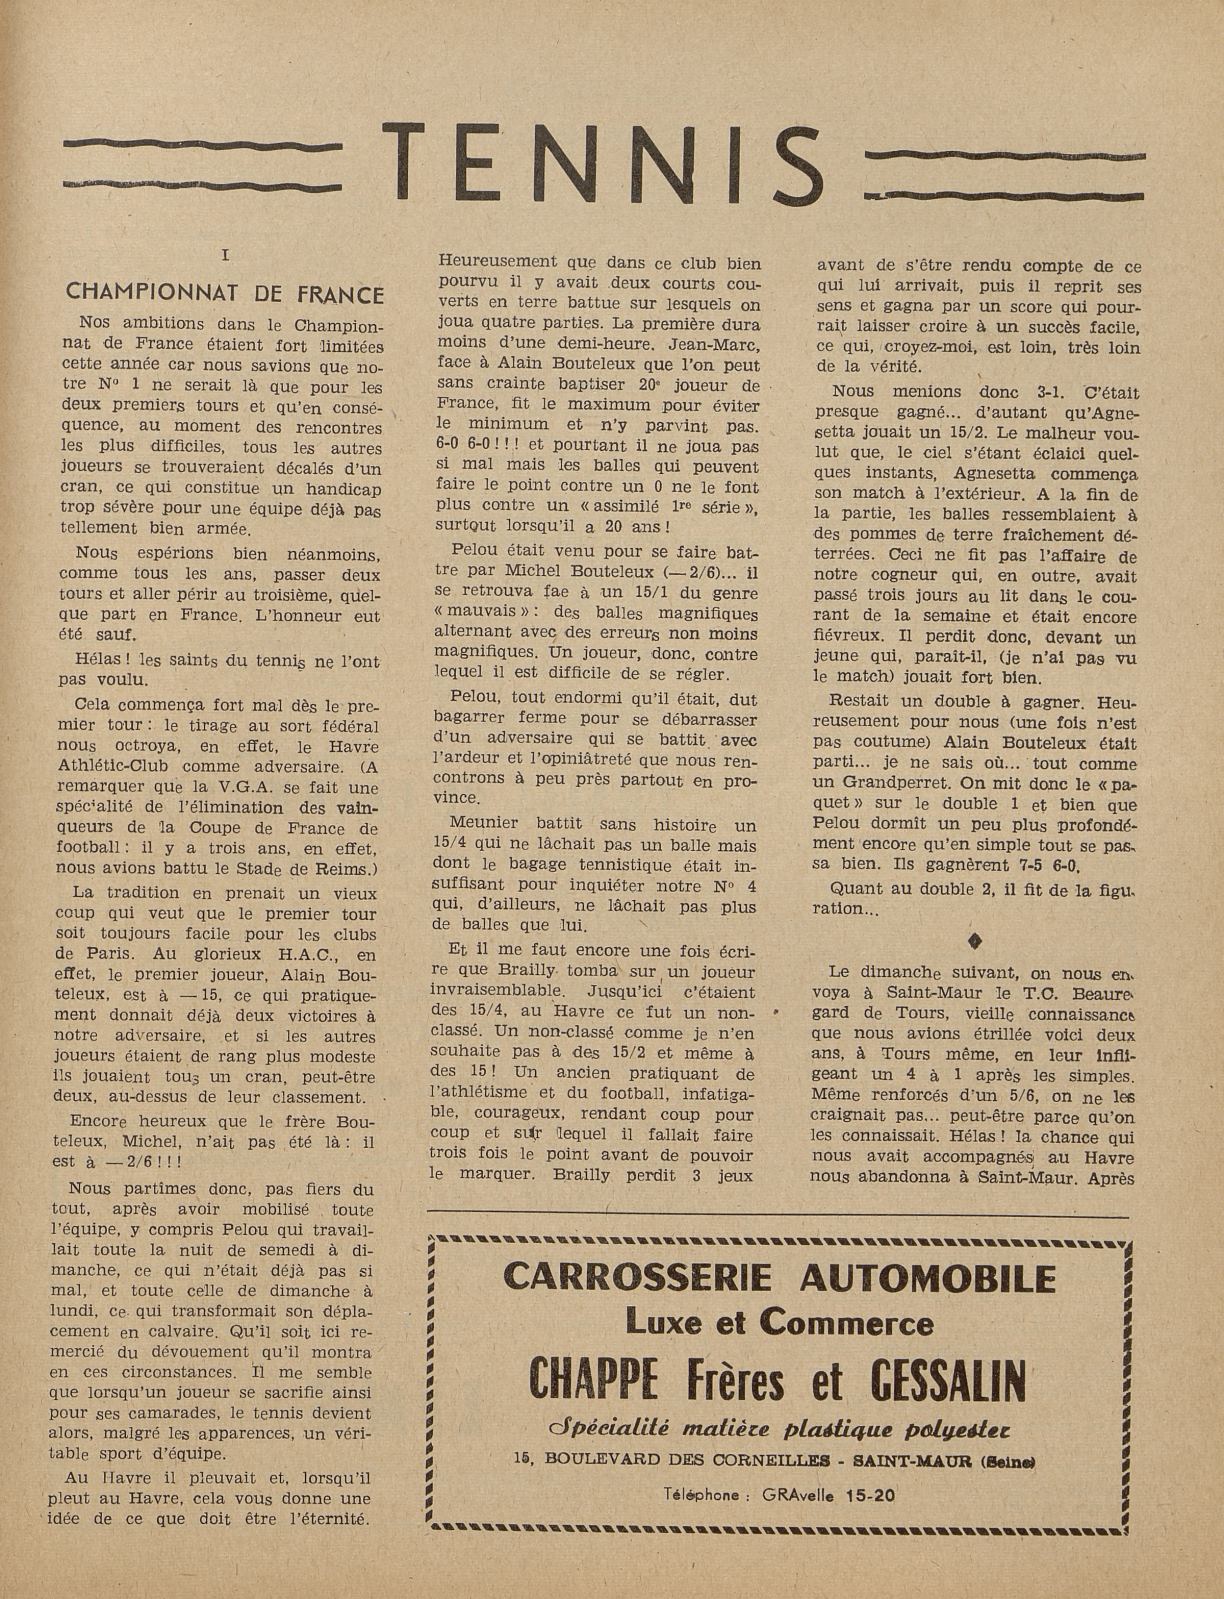 TENNIS
I
CHAMPIONNAT DE FRANCE
Nos ambitions dans le Champion-
nat de France étaient fort limitées
cette année car nous savions que no-
tre Nº 1 ne serait là que pour les
deux premiers tours et qu'en consé-
quence, au moment des rencontres
les plus difficiles, tous les autres
joueurs se trouveraient décalés d'un
cran, ce qui constitue un handicap
trop sévère pour une équipe déjà pas
tellement bien armée.
Nous espérions bien néanmoins,
comme tous les ans, passer deux
tours et aller périr au troisième, quel-
que part en France. L'honneur eut
été sauf.
Hélas ! les saints du tennis ne l'ont
pas voulu.
Cela commença fort mal dès le pre-
mier tour : le tirage au sort fédéral
nous octroya, en effet, le Havre
Athlétic-Club comme adversaire. (A
remarquer que la V.G.A. se fait une
spécialité de l'élimination des vain-
queurs de la Coupe de France de
football : il y a trois ans, en effet,
nous avions battu le Stade de Reims.)
La tradition en prenait un vieux
coup qui veut que le premier tour
soit toujours facile pour les clubs
de Paris. Au glorieux H.A.C., en
effet, le premier joueur, Alain Bou-
teleux, est à — 15, ce qui pratique-
ment donnait déjà deux victoires à
notre adversaire, et si les autres
joueurs étaient de rang plus modeste
ils jouaient tous un cran, peut-être
deux, au-dessus de leur classement.
Encore heureux que le frère Bou-
teleux, Michel, n'ait pas été là : il
est à — 2/6 ! ! !
Nous partîmes donc, pas fiers du
tout, après avoir mobilisé toute
l'équipe, y compris Pelou qui travail-
lait toute la nuit de semedi à di-
manche, ce qui n'était déjà pas si
mal, et toute celle de dimanche à
lundi, ce qui transformait son dépla-
cement en calvaire. Qu'il soit ici re-
mercié du dévouement qu'il montra
en ces circonstances. Il me semble
que lorsqu'un joueur se sacrifie ainsi
pour ses camarades, le tennis devient
alors, malgré les apparences, un véri-
table sport d'équipe.
Au Havre il pleuvait et, lorsqu'il
pleut au Havre, cela vous donne une
idée de ce que doit être l'éternité.
Heureusement que dans ce club bien
pourvu il y avait deux courts cou-
verts en terre battue sur lesquels on
joua quatre parties. La première dura
moins d'une demi-heure. Jean-Marc,
face à Alain Bouteleux que l'on peut
sans crainte baptiser 20e joueur de
France, fit le maximum pour éviter
le minimum et n'y parvint pas.
6-0 6-0 ! ! ! et pourtant il ne joua pas
si mal mais les balles qui peuvent
faire le point contre un 0 ne le font
plus contre un « assimilé 1re série »,
surtout lorsqu'il a 20 ans !
Pelou était venu pour se faire bat-
tre par Michel Bouteleux (— 2/6)... il
se retrouva fae à un 15/1 du genre
« mauvais » : des balles magnifiques
alternant avec des erreurs non moins
magnifiques. Un joueur, donc, contre
lequel il est difficile de se régler.
Pelou, tout endormi qu'il était, dut
bagarrer ferme pour se débarrasser
d'un adversaire qui se battit avec
l'ardeur et l'opiniâtreté que nous ren-
controns à peu près partout en pro-
vince.
Meunier battit sans histoire un
15/4 qui ne lâchait pas un balle mais
dont le bagage tennistique était in-
suffisant pour inquiéter notre Nº 4
qui, d'ailleurs, ne lâchait pas plus
de balles que lui.
Et il me faut encore une fois écri-
re que Brailly tomba sur un joueur
invraisemblable. Jusqu'ici c'étaient
des 15/4, au Havre ce fut un non-
classé. Un non-classé comme je n'en
souhaite pas à des 15/2 et même à
des 15 ! Un ancien pratiquant de
l'athlétisme et du football, infatiga-
ble, courageux, rendant coup pour
coup et sur lequel il fallait faire
trois fois le point avant de pouvoir
le marquer. Brailly perdit 3 jeux
avant de s'être rendu compte de ce
qui lui arrivait, puis il reprit ses
sens et gagna par un score qui pour-
rait laisser croire à un succès facile,
ce qui, croyez-moi, est loin, très loin
de la vérité.
Nous menions donc 3-1. C'était
presque gagné... d'autant qu'Agne-
setta jouait un 15/2. Le malheur vou-
lut que, le ciel s'étant éclairci quel-
ques instants, Agnesetta commença
son match à l'extérieur. A la fin de
la partie, les balles ressemblaient à
des pommes de terre fraîchement dé-
terrées. Ceci ne fit pas l'affaire de
notre cogneur qui, en outre, avait
passé trois jours au lit dans le cou-
rant de la semaine et était encore
fiévreux. Il perdit donc, devant un
jeune qui, paraît-il, (je n'ai pas vu
le match) jouait fort bien.
Restait un double à gagner. Heu-
reusement pour nous (une fois n'est
pas coutume) Alain Bouteleux était
parti... je ne sais où... tout comme
un Grandperret. On mit donc le « pa-
quet » sur le double 1 et bien que
Pelou dormît un peu plus profondé-
ment encore qu'en simple tout se pas-
sa bien. Ils gagnèrent 7-5 6-0.
Quant au double 2, il fit de la figu-
ration...
Le dimanche suivant, on nous en-
voya à Saint-Maur le T.C. Beaure-
gard de Tours, vieille connaissance
que nous avions étrillée voici deux
ans, à Tours même, en leur infli-
geant un 4 à 1 après les simples.
Même renforcés d'un 5/6, on ne les
craignait pas... peut-être parce qu'on
les connaissait. Hélas ! la chance qui
nous avait accompagnés au Havre
nous abandonna à Saint-Maur. Après
CARROSSERIE AUTOMOBILE
Luxe et Commerce
CHAPPE Frères et GESSALIN
Spécialité matière plastique polyester
15, BOULEVARD DES CORNEILLES - SAINT-MAUR (Seine)
Téléphone : GRAvelle 15-20